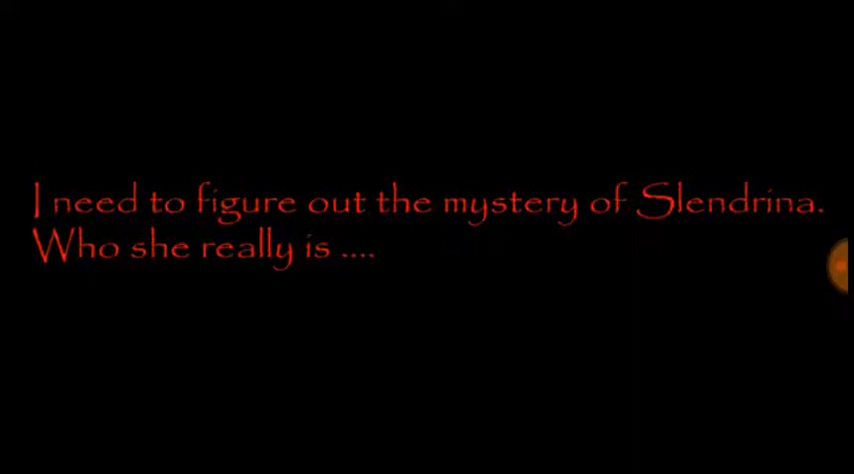 I need to figure out the mystery of Slendrina.
Who she really is ....